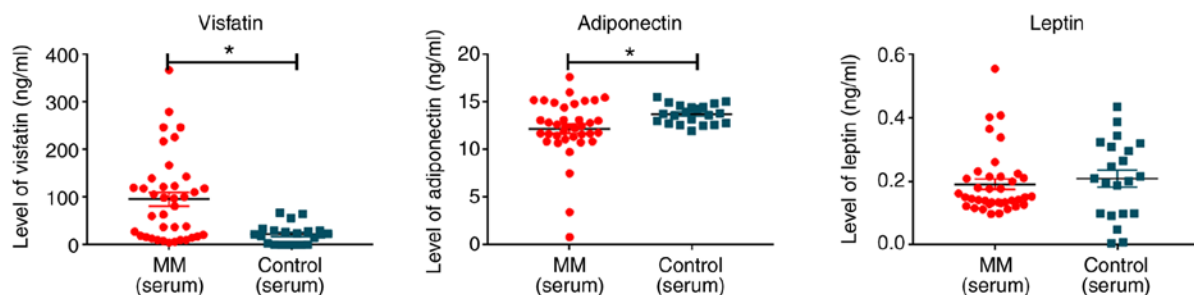 Visfatin
Level of visfatin (ng/ml)
400
300
200
100
0
*
MM
(serum)
Control
(serum)
Adiponectin
Level of adiponectin (ng/ml)
20
15
10
5
0
*
MM
(serum)
Control
(serum)
Leptin
Level of leptin (ng/ml)
0.6
0.4
0.2
0.0
MM
(serum)
Control
(serum)